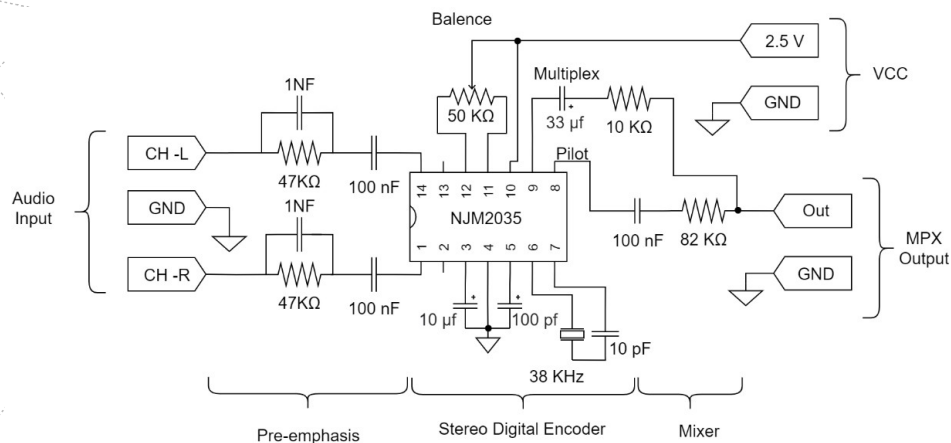 Balence
2.5 V
VCC
GND
Multiplex
33 µf
10 KΩ
1NF
50 KΩ
CH -L
47KΩ
100 nF
Pilot
14 13 12 11 10 9 8
NJM2035
1 2 3 4 5 6 7
Audio
Input
GND
1NF
100 nF
82 KΩ
Out
MPX
Output
GND
CH -R
47KΩ
100 nF
10 µf
100 pf
10 pF
38 KHz
Pre-emphasis
Stereo Digital Encoder
Mixer